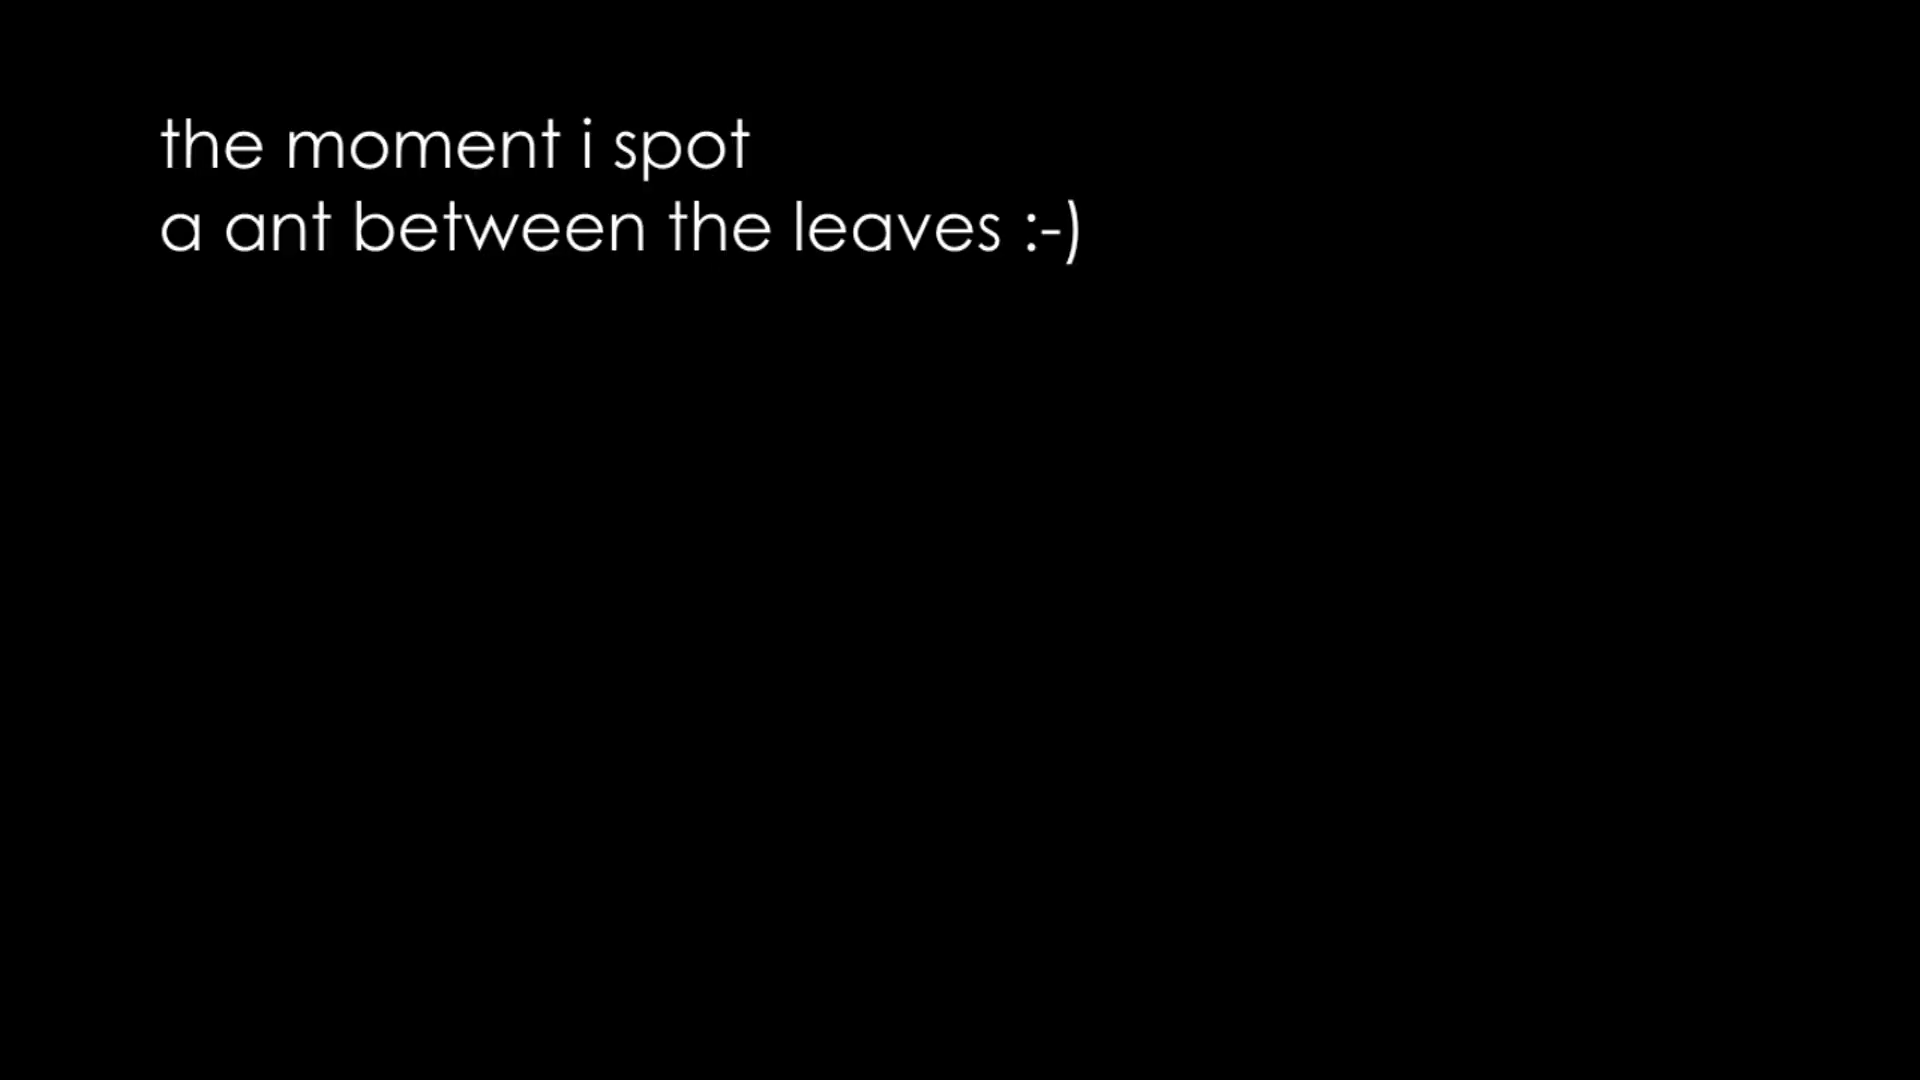 the moment i spot
a ant between the leaves :-)